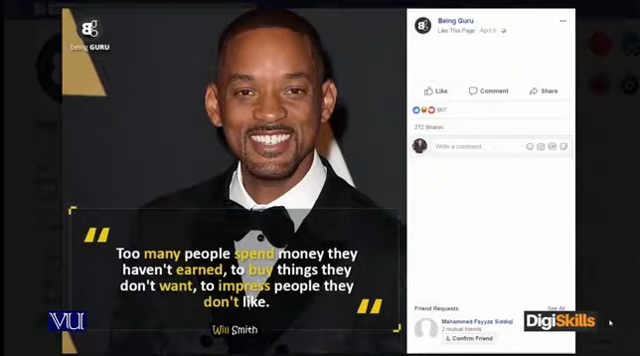 being GURU
Too many people spend money they
haven't earned, to buy things they
don't want, to impress people they
don't like.
Will Smith
Being Guru
Like This Page · April 8
Like
Comment
Share
272 Shares
Write a comment...
Friend Requests
See All
Mahammed Fayyaz Siddiqi
2 mutual friends
Confirm Friend
VU
DigiSkills